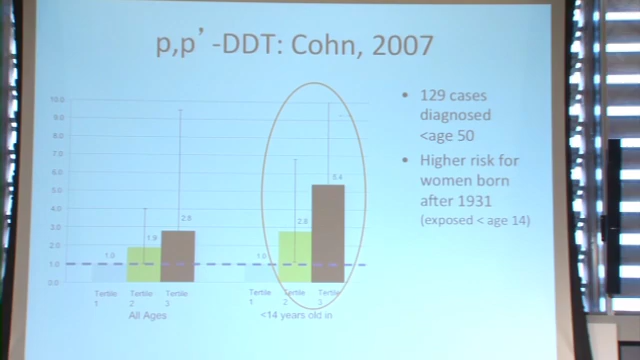 p,p’-DDT: Cohn, 2007
10.0
9.0
8.0
7.0
6.0
5.0
4.0
3.0
2.0
1.0
0.0
1.0
1.9
2.8
1.0
2.8
5.4
Tertile 1
Tertile 2
Tertile 3
All Ages
Tertile 1
Tertile 2
Tertile 3
<14 years old in
• 129 cases
diagnosed
<age 50
• Higher risk for
women born
after 1931
(exposed < age 14)